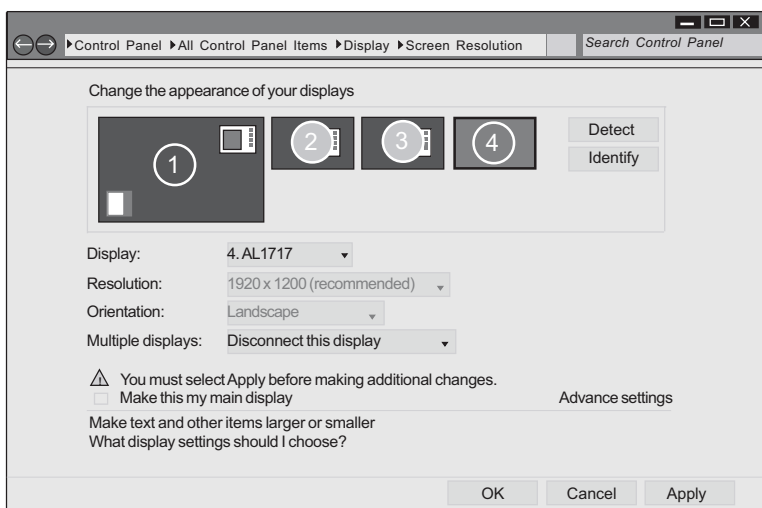 Control Panel All Control Panel Items Display Screen Resolution Search Control Panel
Change the appearance of your displays
1 2 3 4
Detect
Identify
Display: 4. AL1717
Resolution: 1920 x 1200 (recommended)
Orientation: Landscape
Multiple displays: Disconnect this display
You must select Apply before making additional changes.
Make this my main display Advance settings
Make text and other items larger or smaller
What display settings should I choose?
OK Cancel Apply